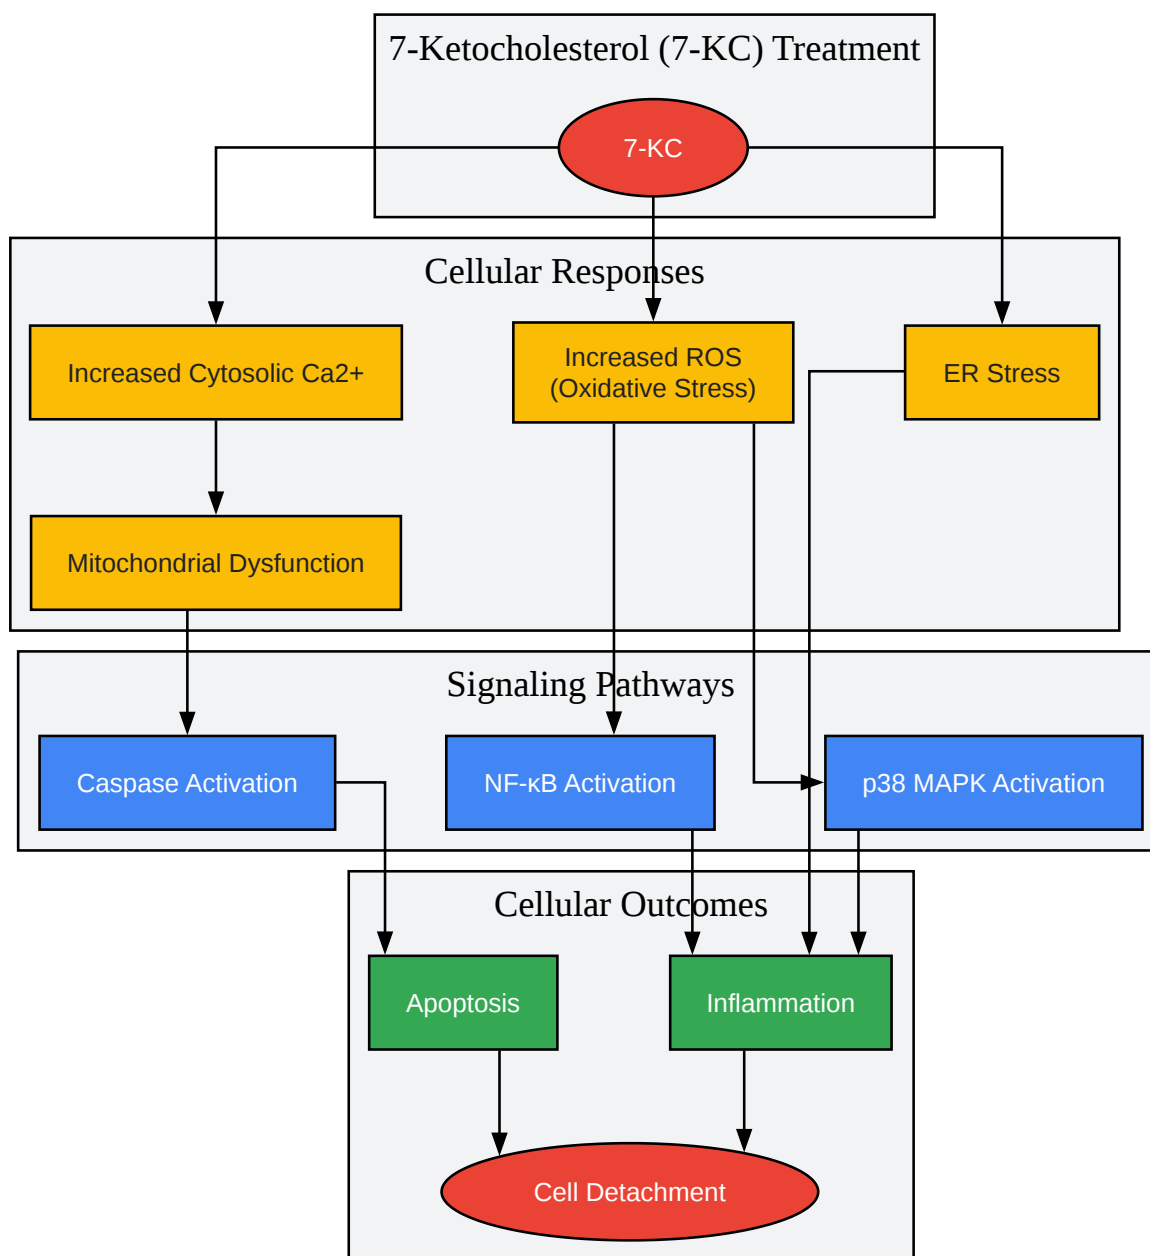 7-Ketocholesterol (7-KC) Treatment
7-KC
Cellular Responses
Increased Cytosolic Ca2+
Increased ROS
(Oxidative Stress)
ER Stress
Mitochondrial Dysfunction
Signaling Pathways
Caspase Activation
NF-κB Activation
p38 MAPK Activation
Cellular Outcomes
Apoptosis
Inflammation
Cell Detachment